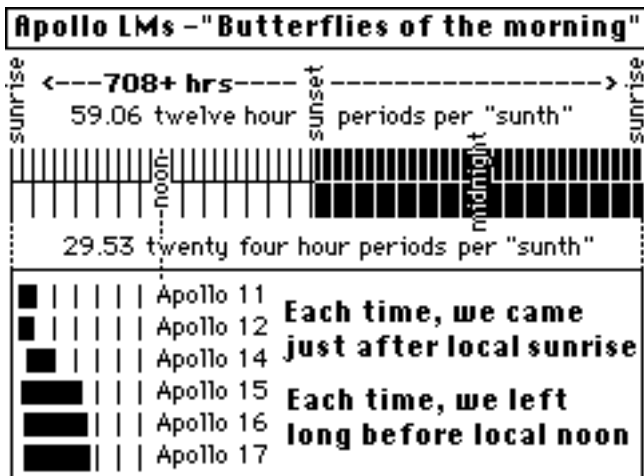 Apollo LMs -"Butterflies of the morning"
sunrise
<---708+ hrs----
sunset
----------------->
sunrise
59.06 twelve hour periods per "sunth"
noon
midnight
29.53 twenty four hour periods per "sunth"
Apollo 11
Apollo 12
Apollo 14
Apollo 15
Apollo 16
Apollo 17
Each time, we came
just after local sunrise
Each time, we left
long before local noon